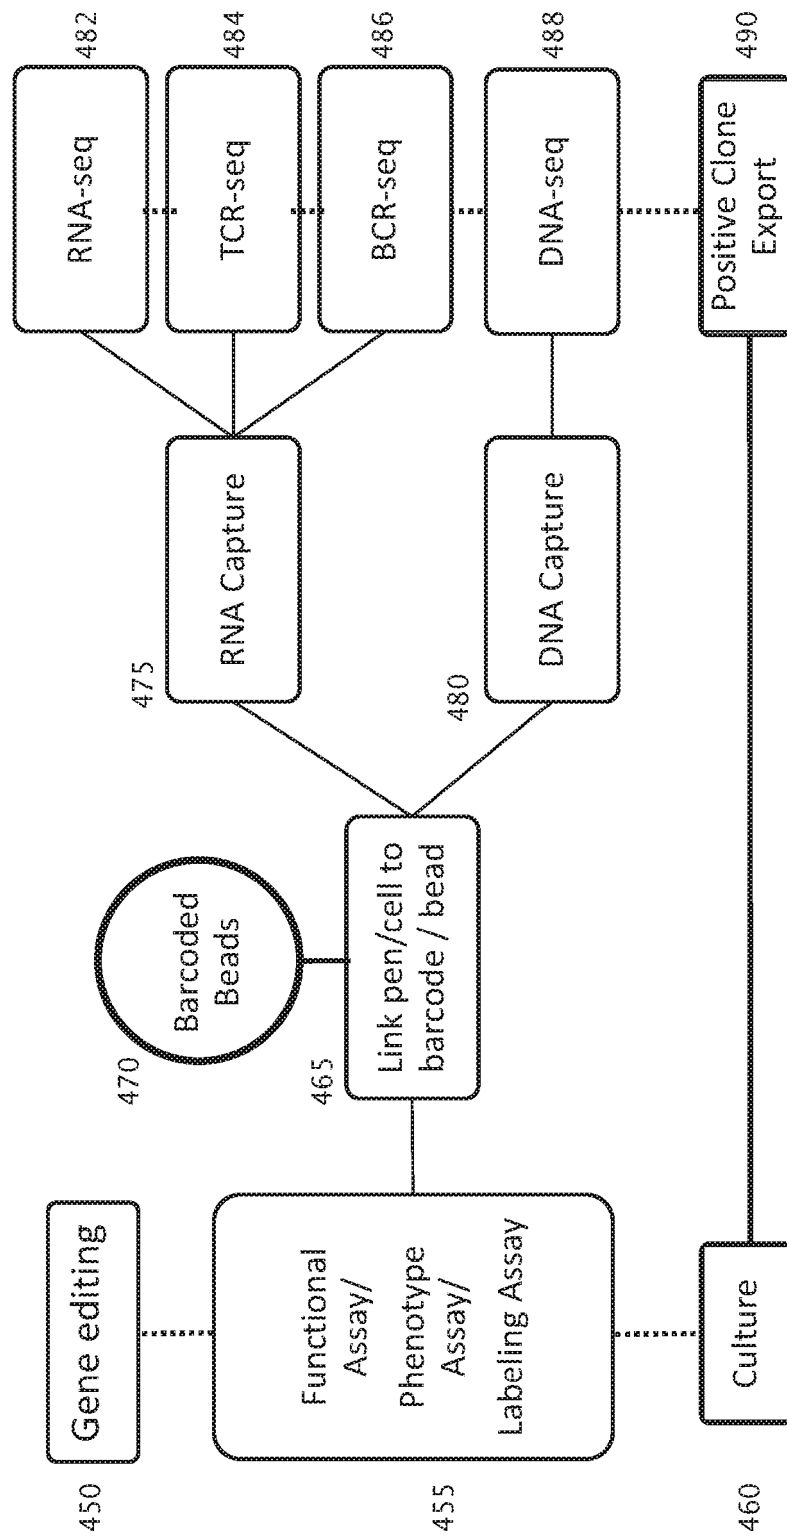 450
Gene editing
455
Functional
Assay/
Phenotype
Assay/
Labeling Assay
460
Culture
470
Barcoded
Beads
465
Link pen/cell to
barcode / bead
475
RNA Capture
480
DNA Capture
RNA-seq
482
TCR-seq
484
BCR-seq
486
DNA-seq
488
Positive Clone
Export
490